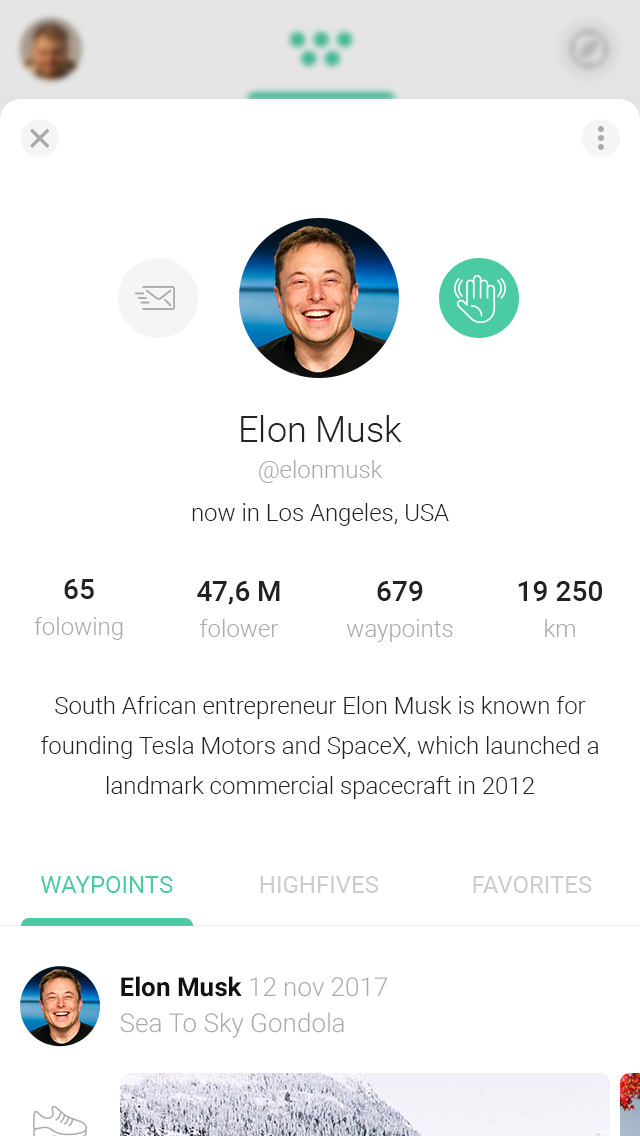 Elon Musk
@elonmusk
now in Los Angeles, USA
65 47,6 M 679 19 250
folowing folower waypoints km
South African entrepreneur Elon Musk is known for
founding Tesla Motors and SpaceX, which launched a
landmark commercial spacecraft in 2012
WAYPOINTS HIGHFIVES FAVORITES
Elon Musk 12 nov 2017
Sea To Sky Gondola